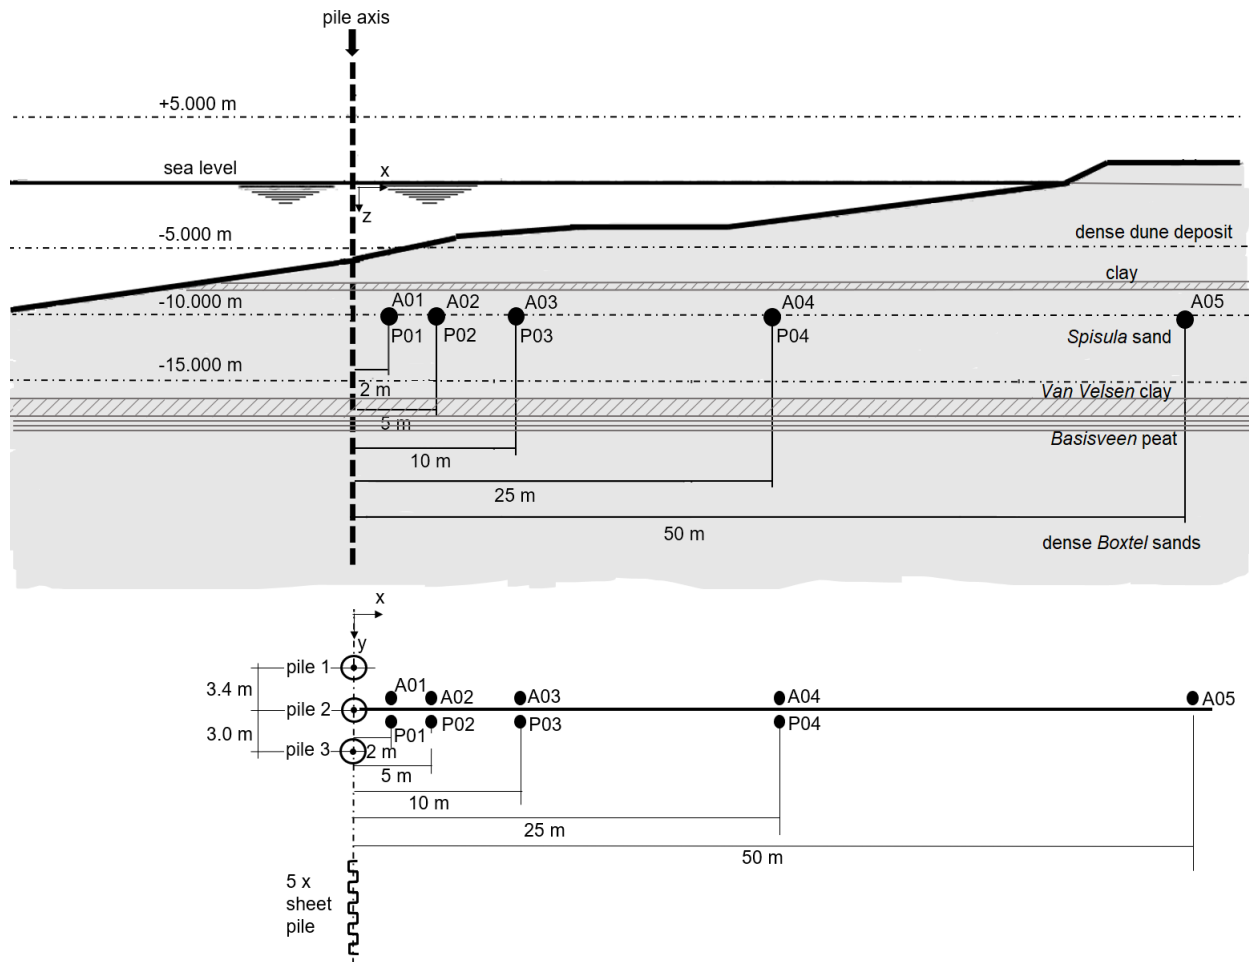 pile axis
+5.000 m
sea level
x
z
-5.000 m
dense dune deposit
clay
-10.000 m
A01
A02
A03
A04
A05
P01
P02
P03
P04
Spisula sand
-15.000 m
2 m
Van Velsen clay
5 m
Basisveen peat
10 m
25 m
50 m
dense Boxtel sands
x
y
pile 1
3.4 m
A01
A02
A03
A04
A05
pile 2
P01
P02
P03
P04
3.0 m
pile 3
2 m
5 m
10 m
25 m
50 m
5 x
sheet
pile